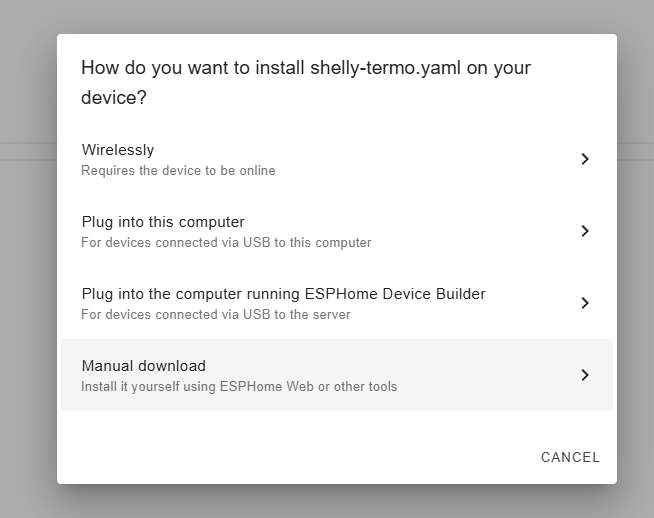 How do you want to install shelly-termo.yaml on your
device?
Wirelessly
Requires the device to be online
Plug into this computer
For devices connected via USB to this computer
Plug into the computer running ESPHome Device Builder
For devices connected via USB to the server
Manual download
Install it yourself using ESPHome Web or other tools
CANCEL